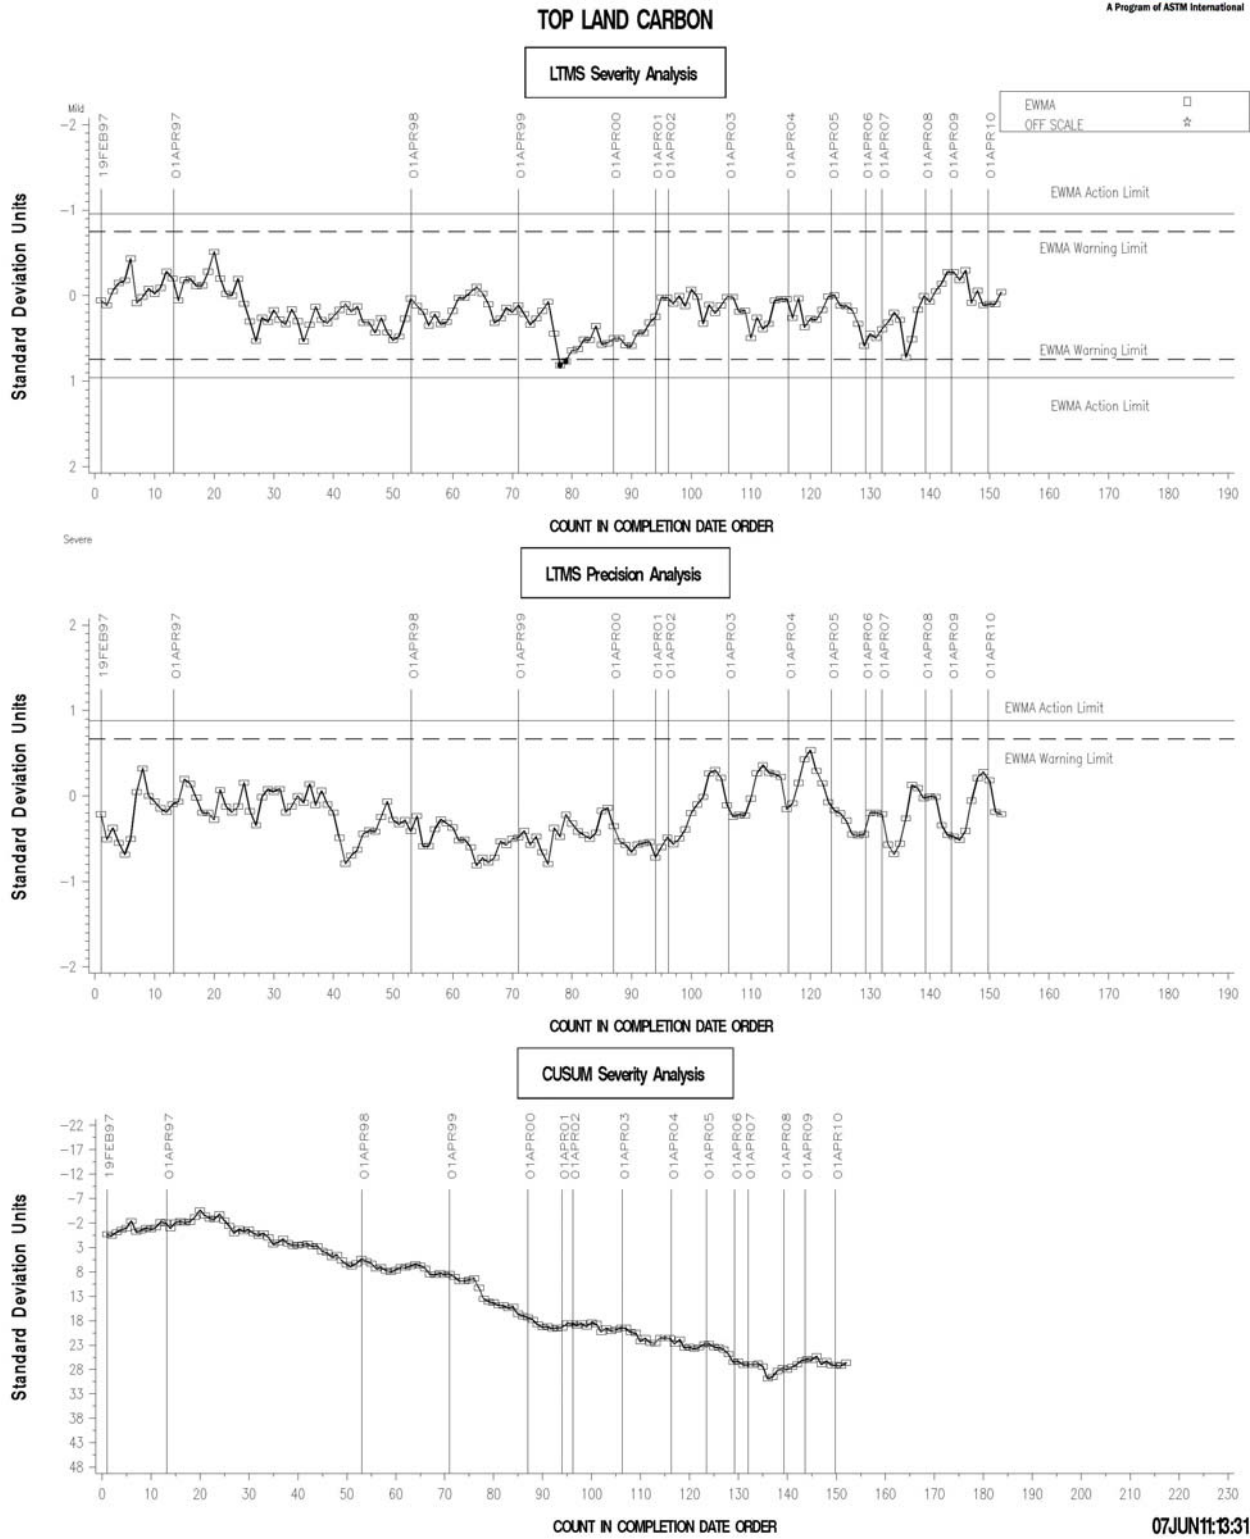 A Program of ASTM International
TOP LAND CARBON
LTMS Severity Analysis
Mild
EWMA
OFF SCALE
19FEB97 01APR97 01APR98 01APR99 01APR00 01APR01 01APR02 01APR03 01APR04 01APR05 01APR06 01APR07 01APR08 01APR09 01APR10
Standard Deviation Units
-2
-1
0
1
2
EWMA Action Limit
EWMA Warning Limit
EWMA Warning Limit
EWMA Action Limit
0 10 20 30 40 50 60 70 80 90 100 110 120 130 140 150 160 170 180 190
COUNT IN COMPLETION DATE ORDER
Severe
LTMS Precision Analysis
19FEB97 01APR97 01APR98 01APR99 01APR00 01APR01 01APR02 01APR03 01APR04 01APR05 01APR06 01APR07 01APR08 01APR09 01APR10
Standard Deviation Units
2
1
0
-1
-2
EWMA Action Limit
EWMA Warning Limit
0 10 20 30 40 50 60 70 80 90 100 110 120 130 140 150 160 170 180 190
COUNT IN COMPLETION DATE ORDER
CUSUM Severity Analysis
19FEB97 01APR97 01APR98 01APR99 01APR00 01APR01 01APR02 01APR03 01APR04 01APR05 01APR06 01APR07 01APR08 01APR09 01APR10
Standard Deviation Units
-22
-17
-12
-7
-2
3
8
13
18
23
28
33
38
43
48
0 10 20 30 40 50 60 70 80 90 100 110 120 130 140 150 160 170 180 190 200 210 220 230
COUNT IN COMPLETION DATE ORDER
07JUN11:13:31